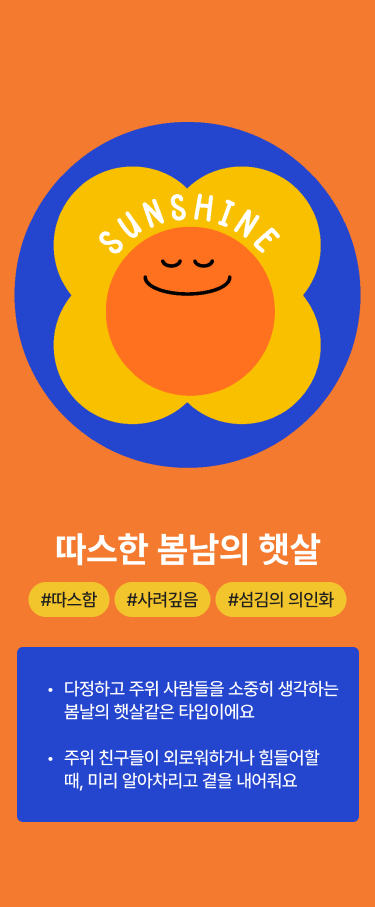 SUNSHINE
따스한 봄남의 햇살
#따스함 #사려깊음 #섬김의 의인화
• 다정하고 주위 사람들을 소중히 생각하는
봄날의 햇살같은 타입이에요
• 주위 친구들이 외로워하거나 힘들어할
때, 미리 알아차리고 곁을 내어줘요